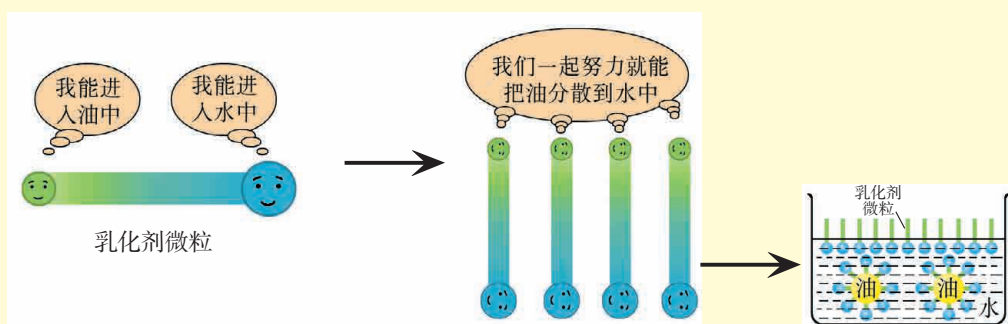 我能进
入油中
我能进
入水中
乳化剂微粒
我们一起努力就能
把油分散到水中
乳化剂
微粒
油
油
水